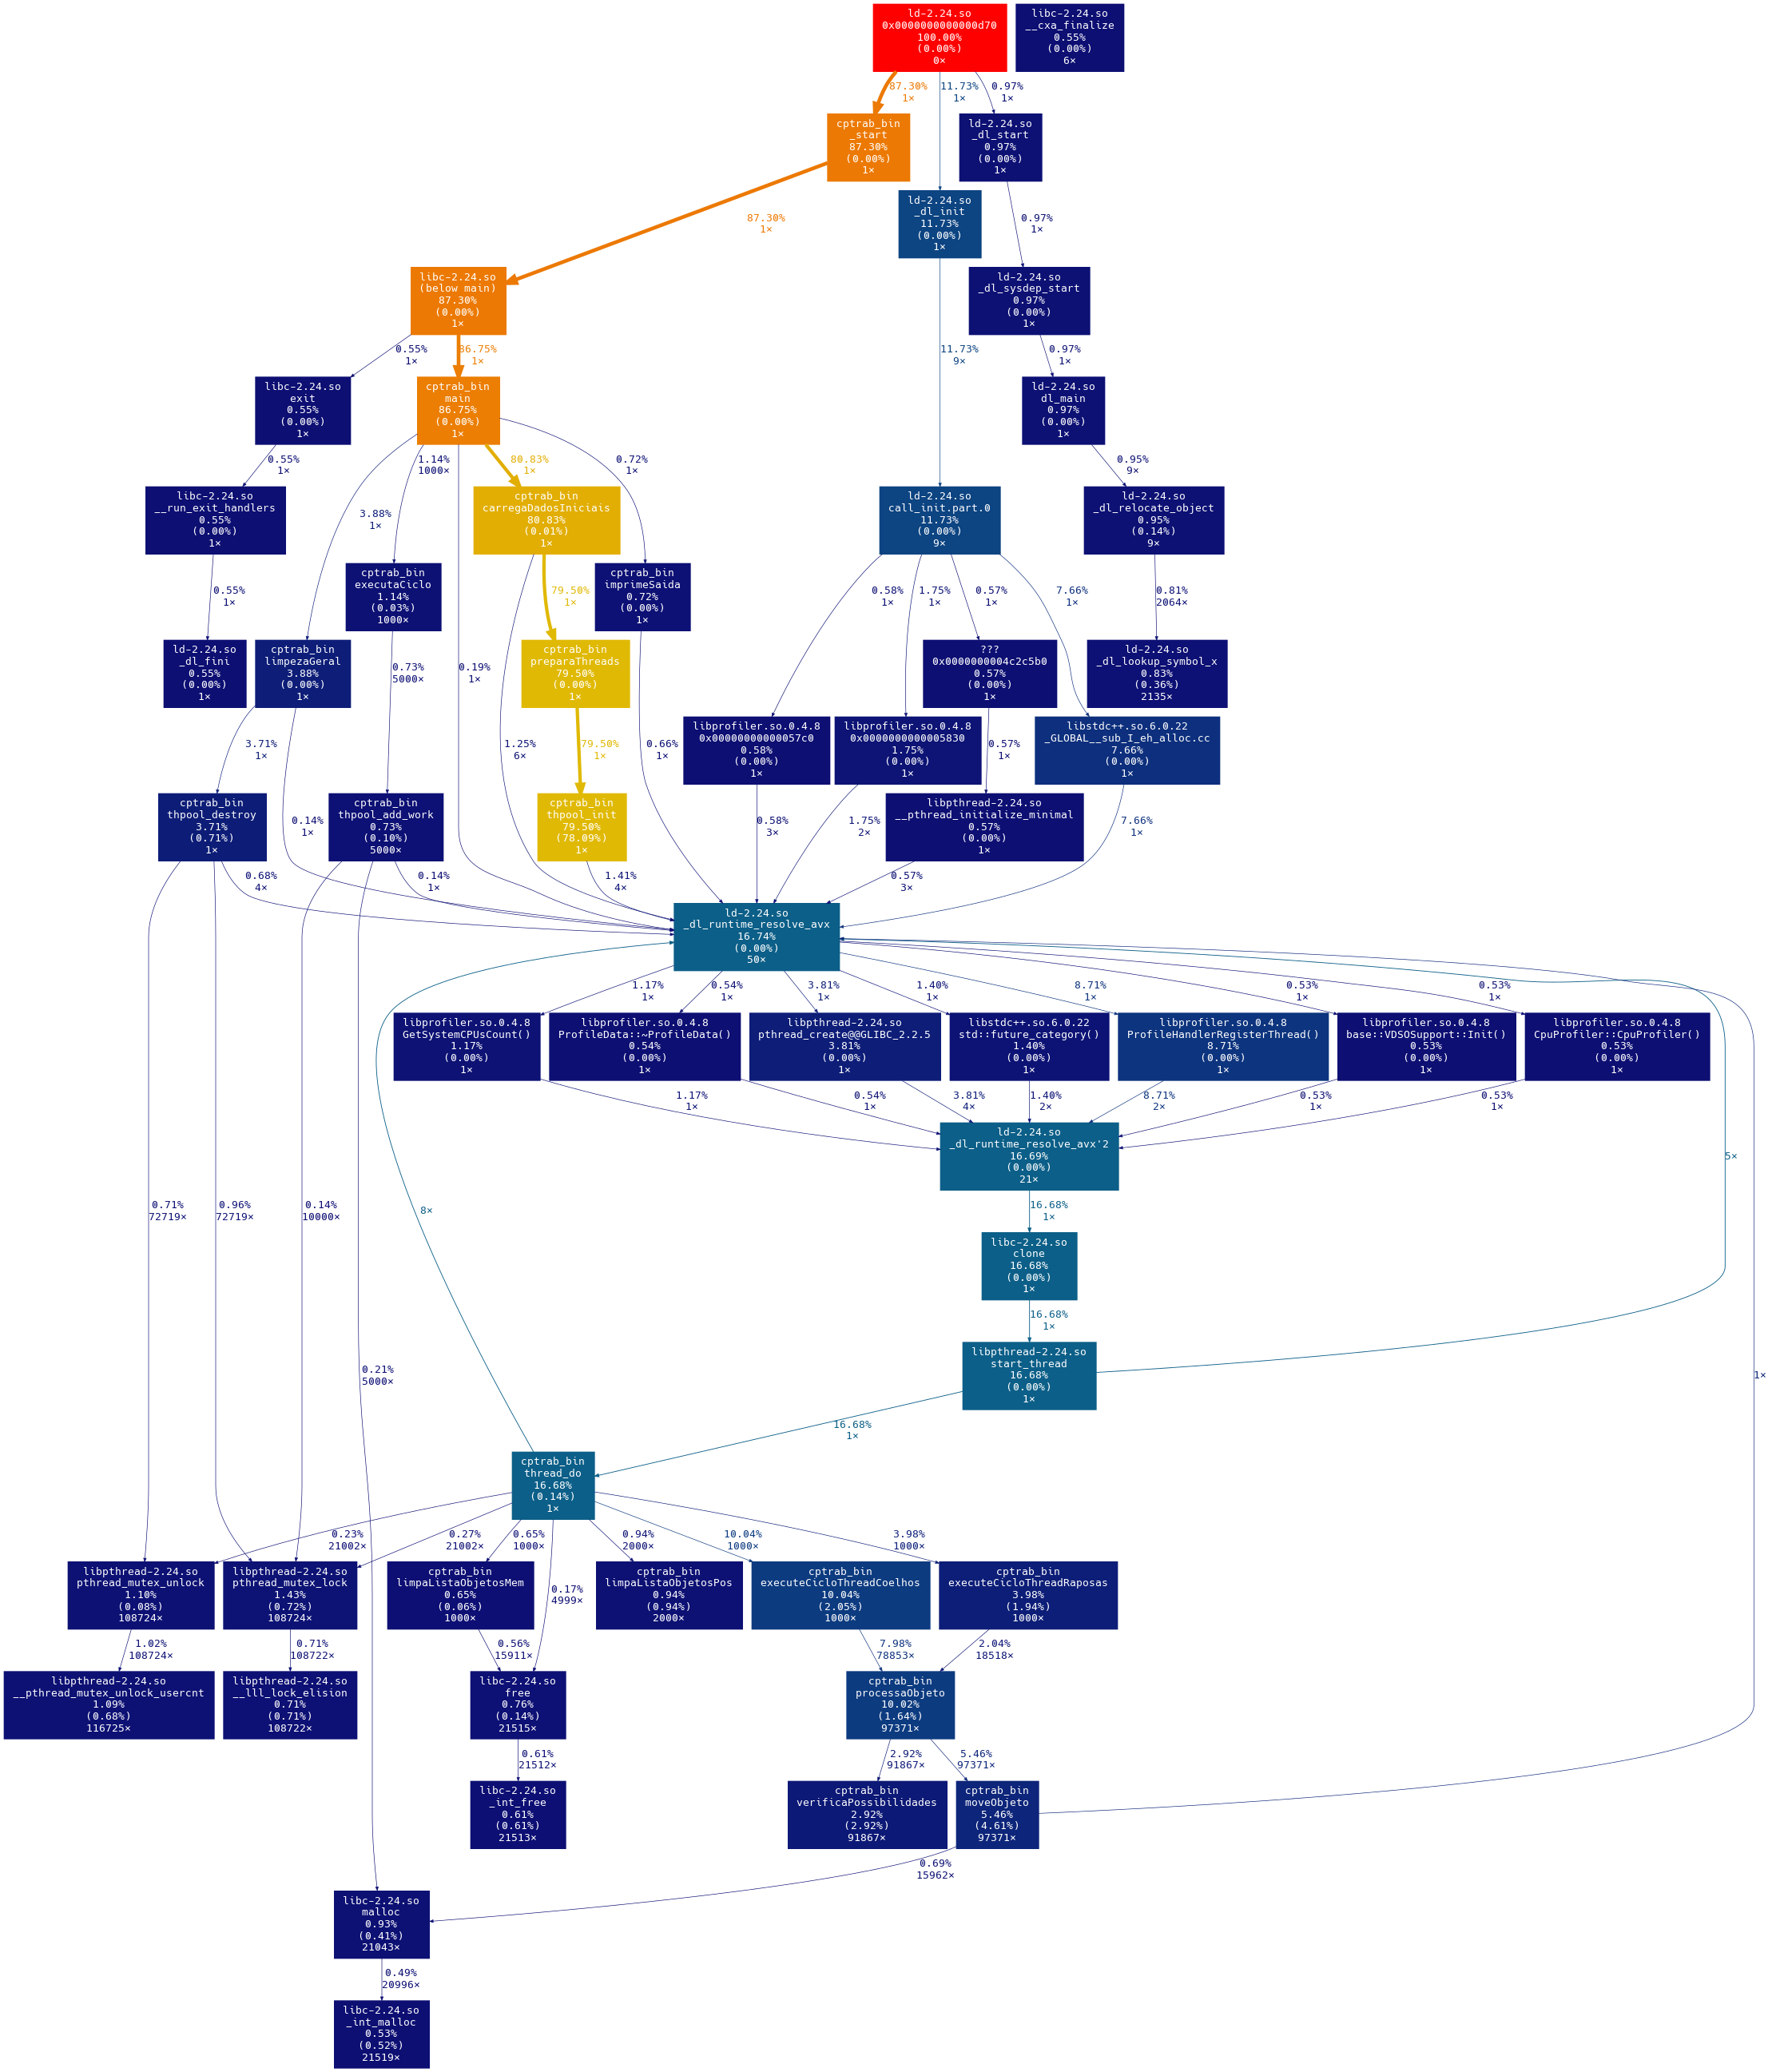 ld-2.24.so
0x0000000000000d70
100.00%
(0.00%)
0×
libc-2.24.so
__cxa_finalize
0.55%
(0.00%)
6×
87.30%
1×
11.73%
1×
0.97%
1×
cptrab_bin
_start
87.30%
(0.00%)
1×
ld-2.24.so
_dl_start
0.97%
(0.00%)
1×
ld-2.24.so
_dl_init
11.73%
(0.00%)
1×
87.30%
1×
0.97%
1×
libc-2.24.so
(below main)
87.30%
(0.00%)
1×
ld-2.24.so
_dl_sysdep_start
0.97%
(0.00%)
1×
0.55%
1×
86.75%
1×
11.73%
9×
0.97%
1×
libc-2.24.so
exit
0.55%
(0.00%)
1×
cptrab_bin
main
86.75%
(0.00%)
1×
ld-2.24.so
dl_main
0.97%
(0.00%)
1×
0.55%
1×
1.14%
1000×
80.83%
1×
0.72%
1×
0.95%
9×
libc-2.24.so
__run_exit_handlers
0.55%
(0.00%)
1×
3.88%
1×
cptrab_bin
carregaDadosIniciais
80.83%
(0.01%)
1×
ld-2.24.so
call_init.part.0
11.73%
(0.00%)
9×
ld-2.24.so
_dl_relocate_object
0.95%
(0.14%)
9×
0.55%
1×
cptrab_bin
executaCiclo
1.14%
(0.03%)
1000×
79.50%
1×
cptrab_bin
imprimeSaida
0.72%
(0.00%)
1×
0.58%
1×
1.75%
1×
0.57%
1×
7.66%
1×
0.81%
2064×
ld-2.24.so
_dl_fini
0.55%
(0.00%)
1×
cptrab_bin
limpezaGeral
3.88%
(0.00%)
1×
0.73%
5000×
0.19%
1×
cptrab_bin
preparaThreads
79.50%
(0.00%)
1×
???
0x0000000004c2c5b0
0.57%
(0.00%)
1×
ld-2.24.so
_dl_lookup_symbol_x
0.83%
(0.36%)
2135×
3.71%
1×
1.25%
6×
79.50%
1×
0.66%
1×
libprofiler.so.0.4.8
0x00000000000057c0
0.58%
(0.00%)
1×
libprofiler.so.0.4.8
0x0000000000005830
1.75%
(0.00%)
1×
0.57%
1×
libstdc++.so.6.0.22
_GLOBAL__sub_I_eh_alloc.cc
7.66%
(0.00%)
1×
cptrab_bin
thpool_destroy
3.71%
(0.71%)
1×
0.14%
1×
cptrab_bin
thpool_add_work
0.73%
(0.10%)
5000×
cptrab_bin
thpool_init
79.50%
(78.09%)
1×
0.58%
3×
1.75%
2×
libpthread-2.24.so
__pthread_initialize_minimal
0.57%
(0.00%)
1×
7.66%
1×
0.68%
4×
0.14%
1×
1.41%
4×
0.57%
3×
ld-2.24.so
_dl_runtime_resolve_avx
16.74%
(0.00%)
50×
1.17%
1×
0.54%
1×
3.81%
1×
1.40%
1×
8.71%
1×
0.53%
1×
0.53%
1×
libprofiler.so.0.4.8
GetSystemCPUsCount()
1.17%
(0.00%)
1×
libprofiler.so.0.4.8
ProfileData::~ProfileData()
0.54%
(0.00%)
1×
libpthread-2.24.so
pthread_create@@GLIBC_2.2.5
3.81%
(0.00%)
1×
libstdc++.so.6.0.22
std::future_category()
1.40%
(0.00%)
1×
libprofiler.so.0.4.8
ProfileHandlerRegisterThread()
8.71%
(0.00%)
1×
libprofiler.so.0.4.8
base::VDSOSupport::Init()
0.53%
(0.00%)
1×
libprofiler.so.0.4.8
CpuProfiler::CpuProfiler()
0.53%
(0.00%)
1×
1.17%
1×
0.54%
1×
3.81%
4×
1.40%
2×
8.71%
2×
0.53%
1×
0.53%
1×
ld-2.24.so
_dl_runtime_resolve_avx'2
16.69%
(0.00%)
21×
5×
0.71%
72719×
0.96%
72719×
0.14%
10000×
8×
16.68%
1×
libc-2.24.so
clone
16.68%
(0.00%)
1×
16.68%
1×
0.21%
5000×
libpthread-2.24.so
start_thread
16.68%
(0.00%)
1×
1×
16.68%
1×
cptrab_bin
thread_do
16.68%
(0.14%)
1×
0.23%
21002×
0.27%
21002×
0.65%
1000×
0.94%
2000×
10.04%
1000×
3.98%
1000×
libpthread-2.24.so
pthread_mutex_unlock
1.10%
(0.08%)
108724×
libpthread-2.24.so
pthread_mutex_lock
1.43%
(0.72%)
108724×
cptrab_bin
limpaListaObjetosMem
0.65%
(0.06%)
1000×
0.17%
4999×
cptrab_bin
limpaListaObjetosPos
0.94%
(0.94%)
2000×
cptrab_bin
executeCicloThreadCoelhos
10.04%
(2.05%)
1000×
cptrab_bin
executeCicloThreadRaposas
3.98%
(1.94%)
1000×
1.02%
108724×
0.71%
108722×
0.56%
15911×
7.98%
78853×
2.04%
18518×
libpthread-2.24.so
__pthread_mutex_unlock_usercnt
1.09%
(0.68%)
116725×
libpthread-2.24.so
__lll_lock_elision
0.71%
(0.71%)
108722×
libc-2.24.so
free
0.76%
(0.14%)
21515×
cptrab_bin
processaObjeto
10.02%
(1.64%)
97371×
0.61%
21512×
2.92%
91867×
5.46%
97371×
libc-2.24.so
_int_free
0.61%
(0.61%)
21513×
cptrab_bin
verificaPossibilidades
2.92%
(2.92%)
91867×
cptrab_bin
moveObjeto
5.46%
(4.61%)
97371×
0.69%
15962×
libc-2.24.so
malloc
0.93%
(0.41%)
21043×
0.49%
20996×
libc-2.24.so
_int_malloc
0.53%
(0.52%)
21519×